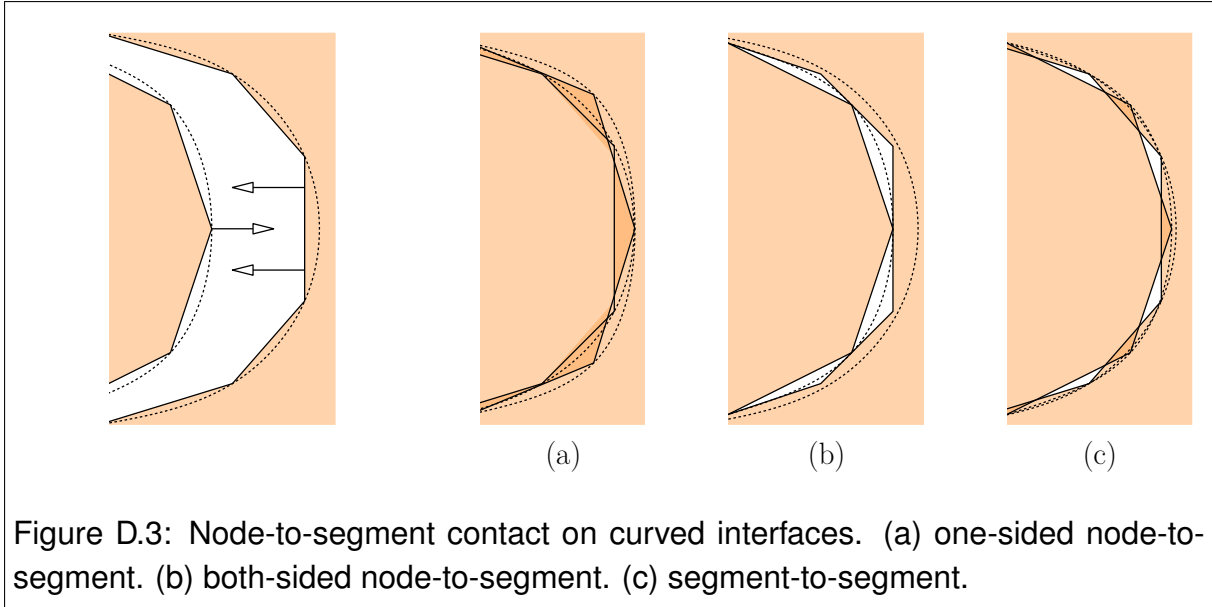 (a)
(b)
(c)
Figure D.3: Node-to-segment contact on curved interfaces. (a) one-sided node-to-
segment. (b) both-sided node-to-segment. (c) segment-to-segment.